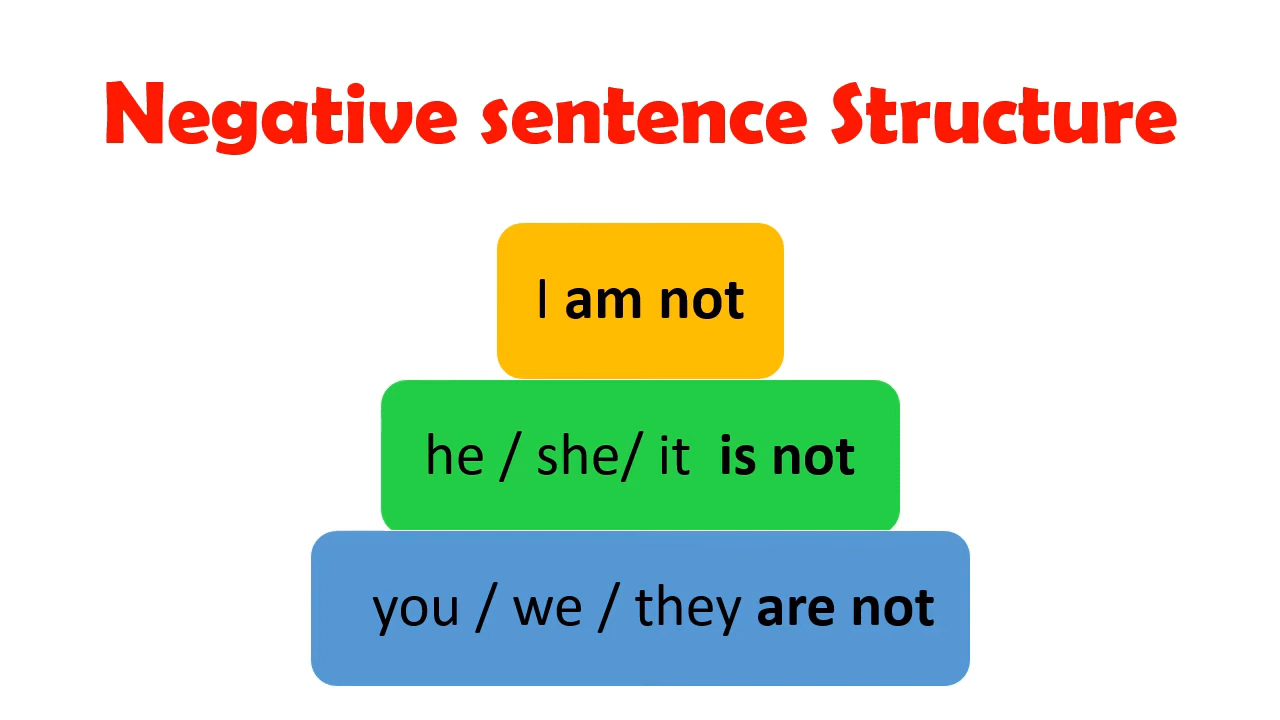 Negative sentence Structure
I am not
he / she/ it is not
you / we / they are not